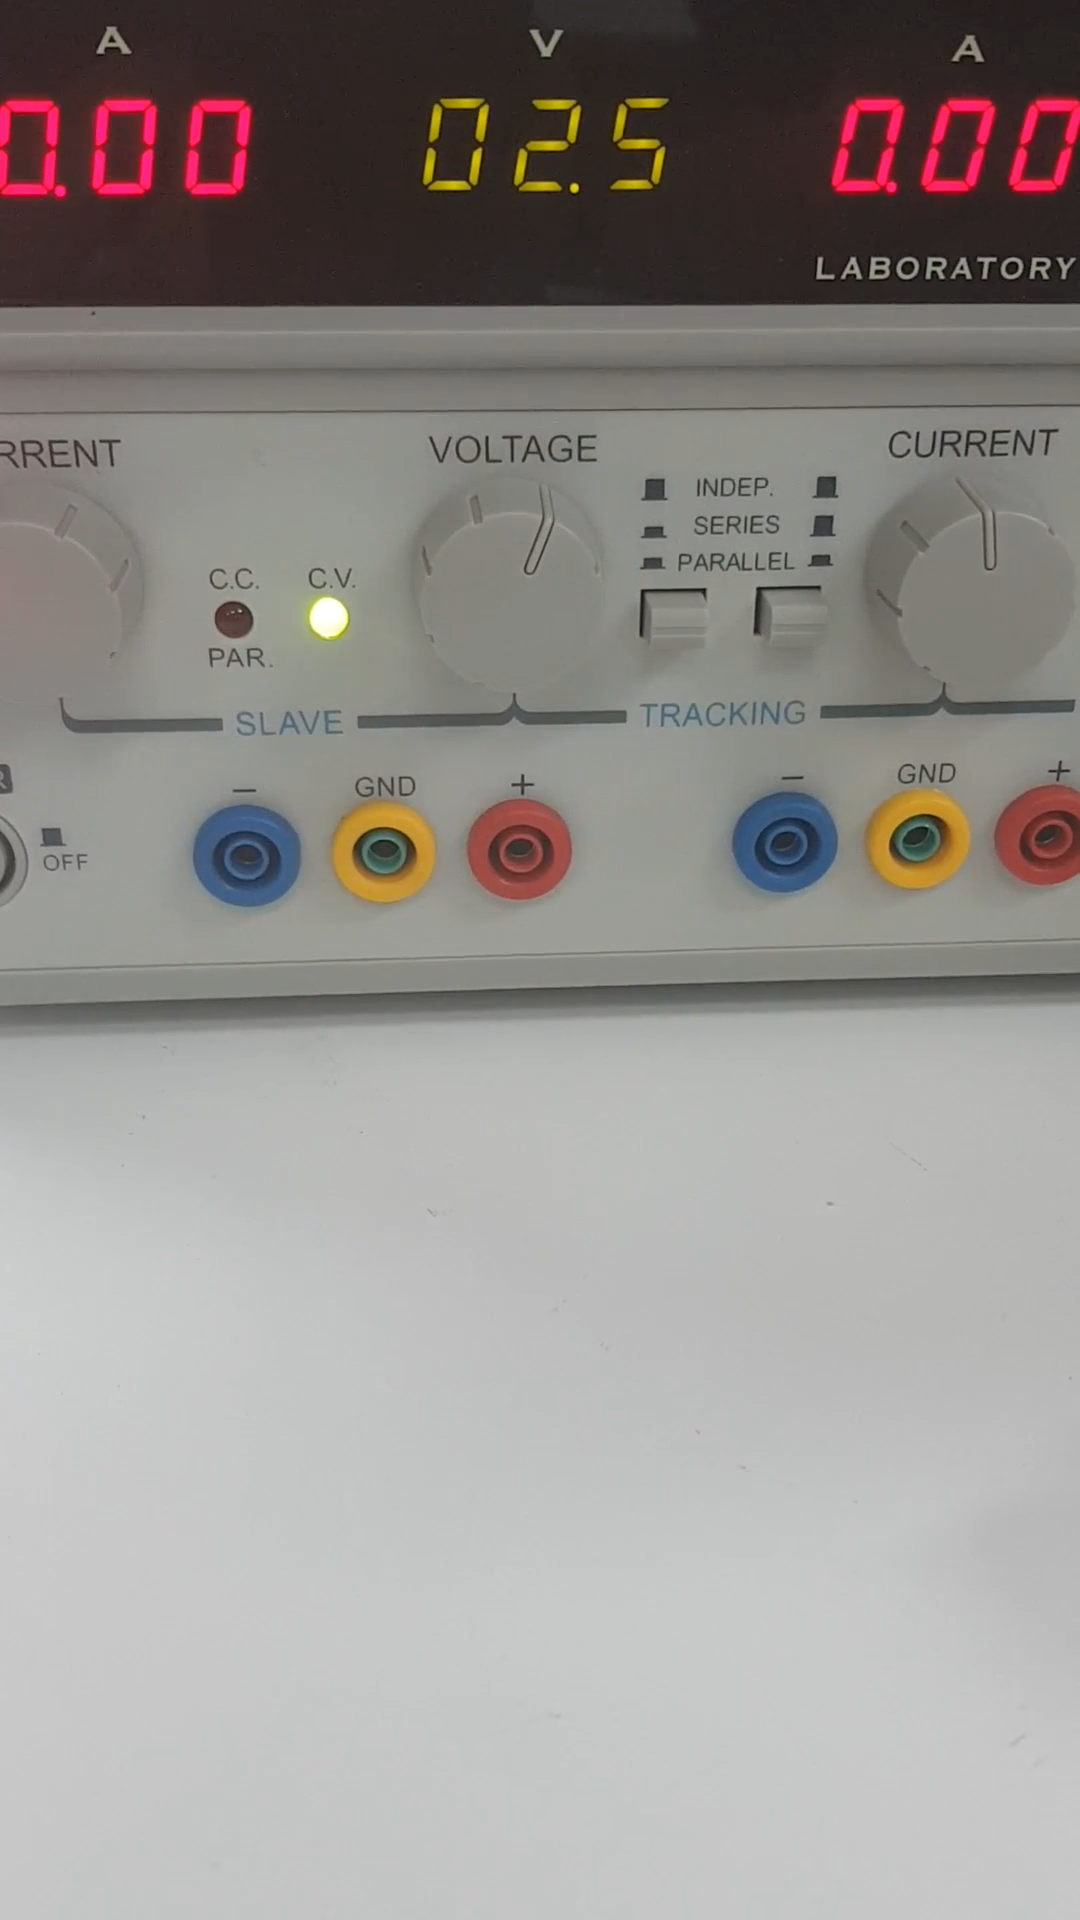 A V A
0.00 02.5 0.00
LABORATORY
RRENT VOLTAGE CURRENT
INDEP.
SERIES
PARALLEL
C.C. C.V.
PAR.
SLAVE TRACKING
R
− GND + − GND +
OFF